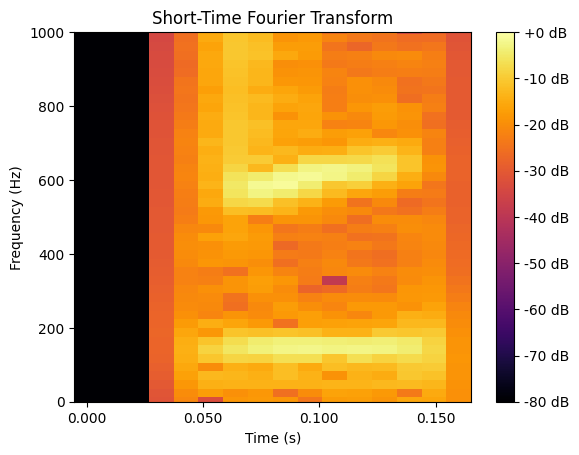 Short-Time Fourier Transform
1000
800
600
400
200
0
Frequency (Hz)
0.000
0.050
0.100
0.150
Time (s)
+0 dB
-10 dB
-20 dB
-30 dB
-40 dB
-50 dB
-60 dB
-70 dB
-80 dB